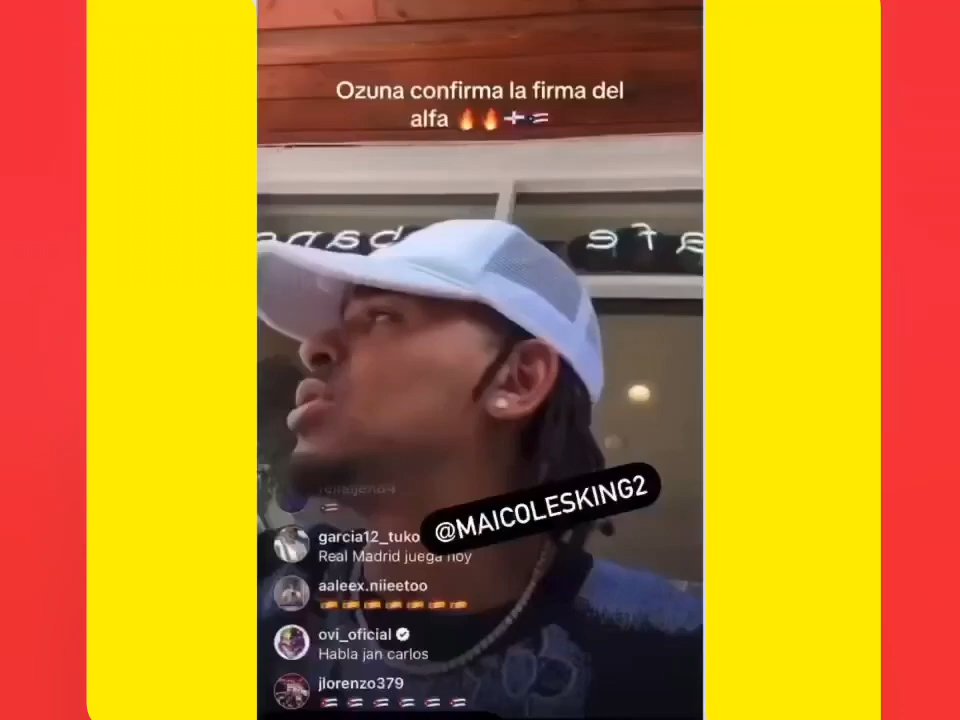 Ozuna confirma la firma del
alfa 🔥🔥🇩🇴🇵🇷
@MAICOLESKING2
garcia12_tuko
Real Madrid juega hoy
aaleex.niieetoo
🇪🇸🇪🇸🇪🇸🇪🇸🇪🇸🇪🇸🇪🇸
ovi_oficial
Habla jan carlos
jlorenzo379
🇵🇷🇵🇷🇵🇷🇵🇷🇵🇷🇵🇷